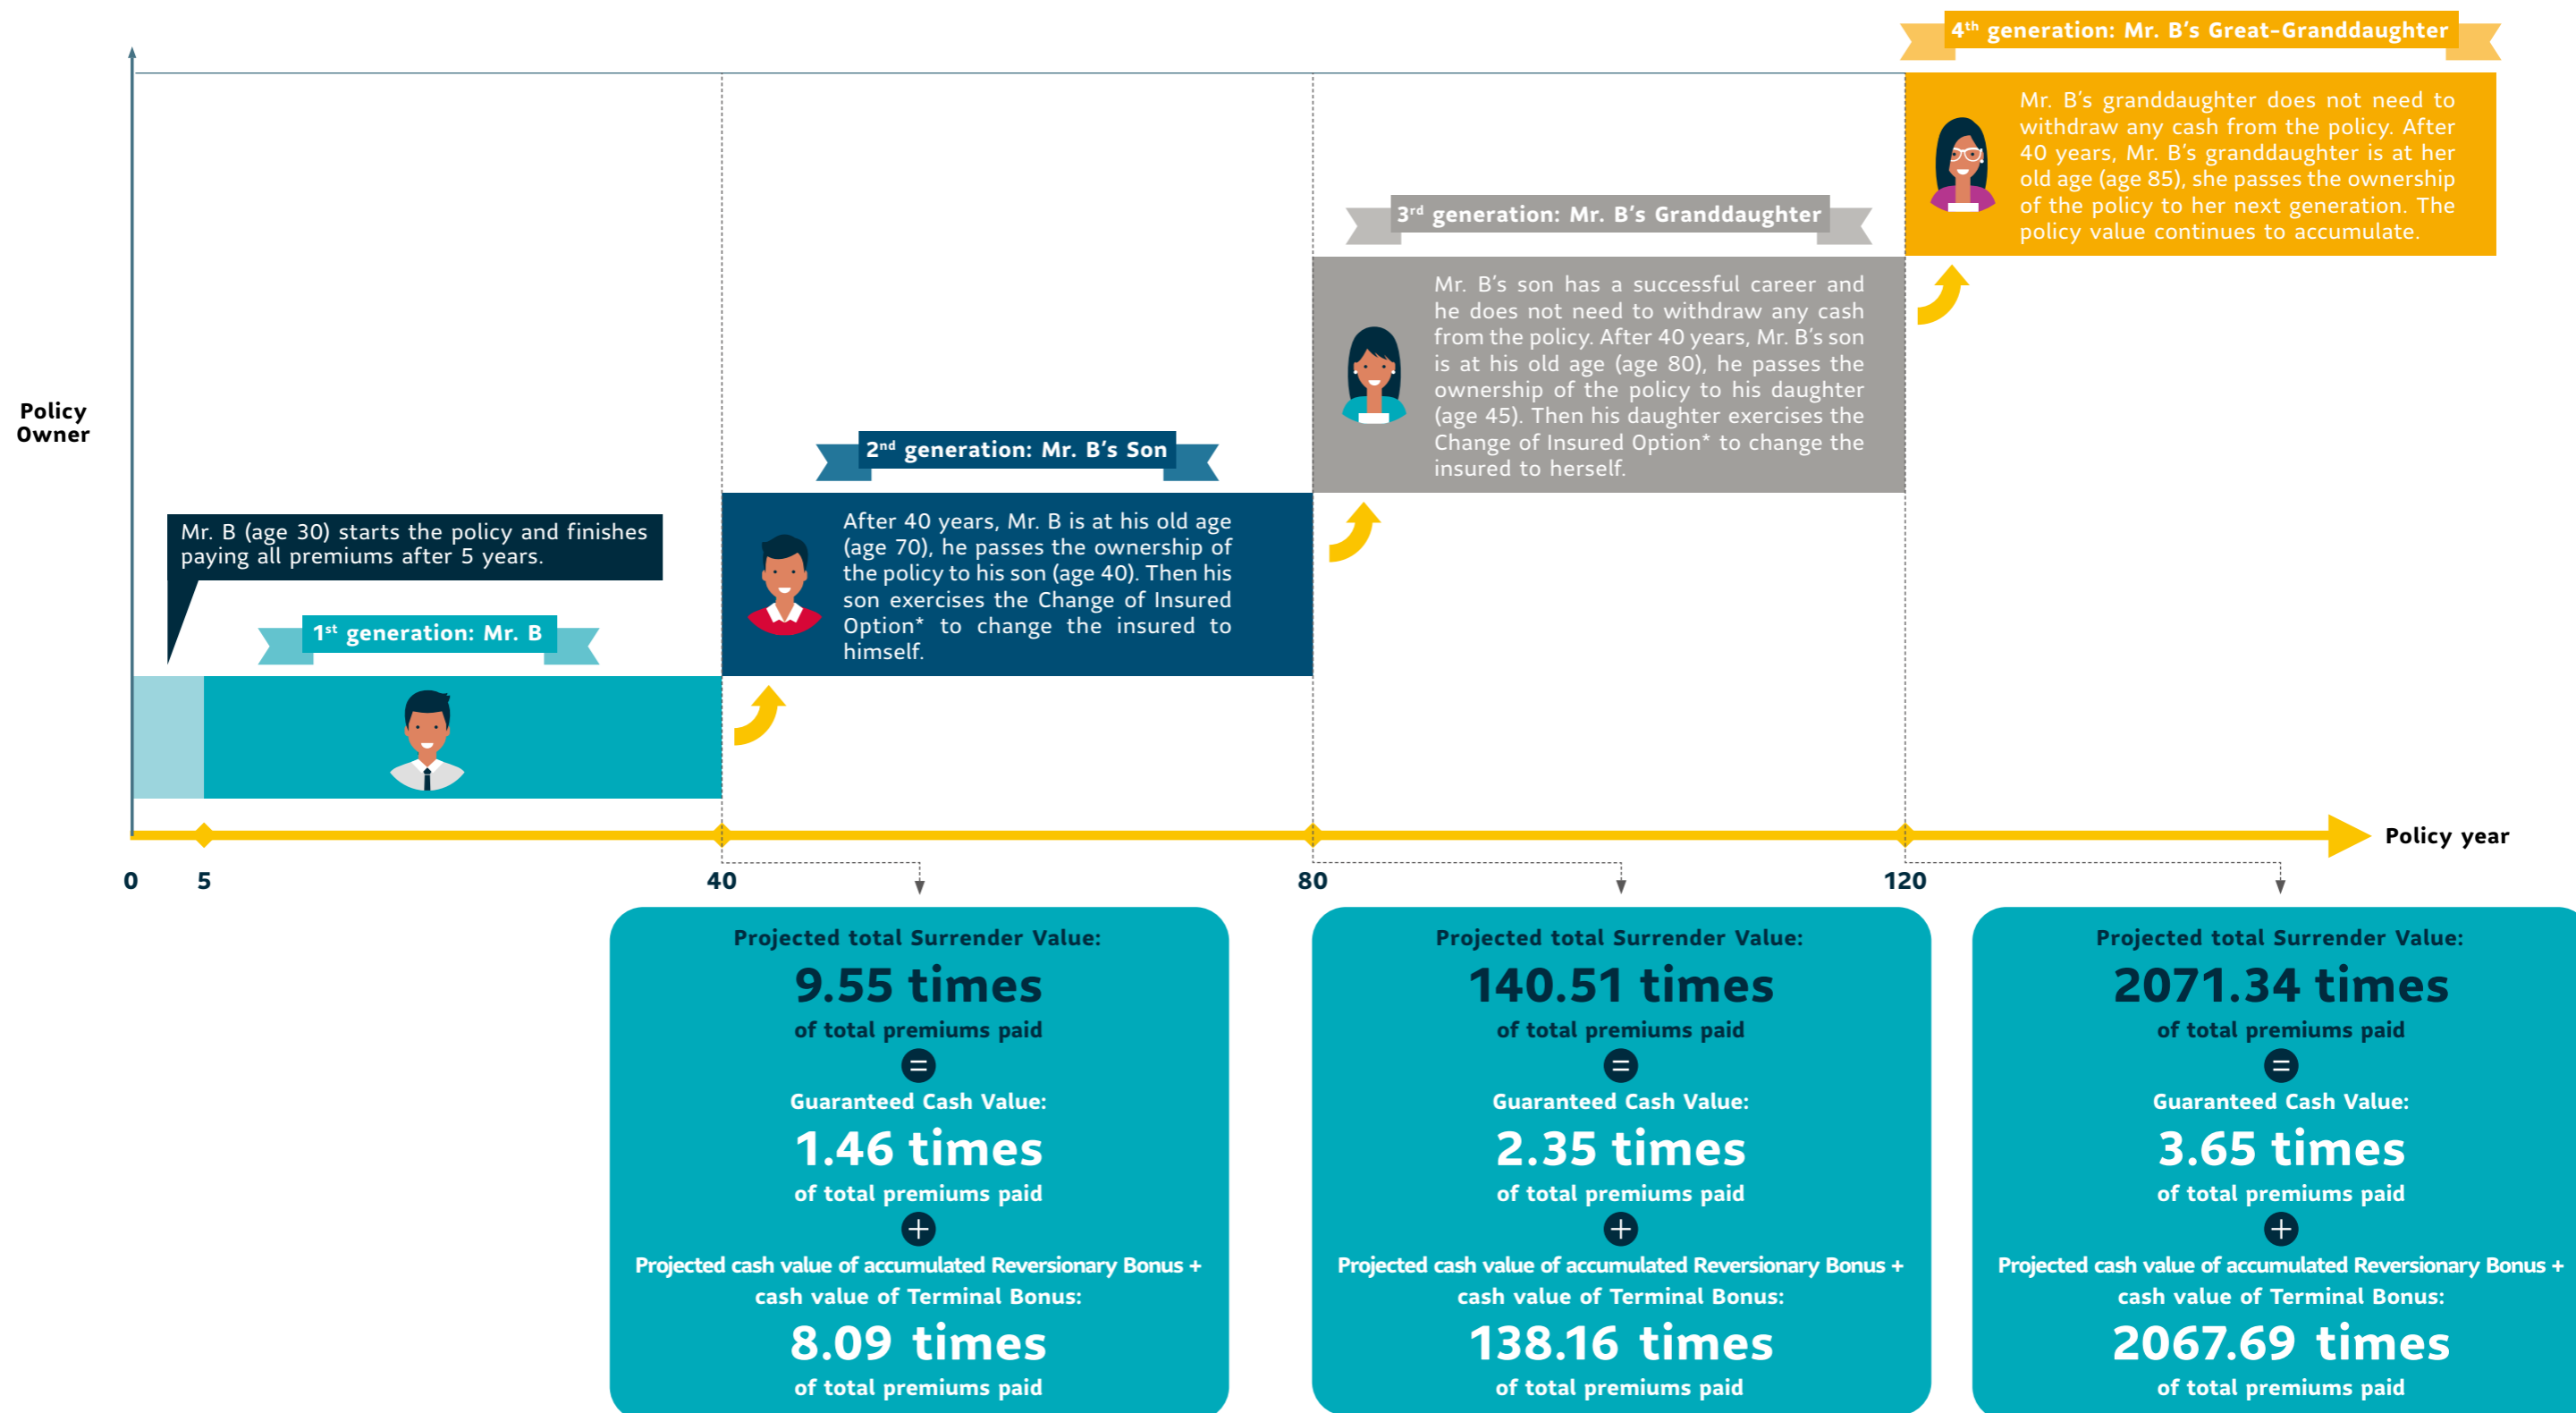 4th generation: Mr. B's Great-Granddaughter
Mr. B's granddaughter does not need to
withdraw any cash from the policy. After
40 years, Mr. B's granddaughter is at her
old age (age 85), she passes the ownership
of the policy to her next generation. The
policy value continues to accumulate.
3rd generation: Mr. B's Granddaughter
Mr. B's son has a successful career and
he does not need to withdraw any cash
from the policy. After 40 years, Mr. B's son
is at his old age (age 80), he passes the
ownership of the policy to his daughter
(age 45). Then his daughter exercises the
Change of Insured Option* to change the
insured to herself.
Policy
Owner
2nd generation: Mr. B's Son
After 40 years, Mr. B is at his old age
(age 70), he passes the ownership of
the policy to his son (age 40). Then his
son exercises the Change of Insured
Option* to change the insured to
himself.
Mr. B (age 30) starts the policy and finishes
paying all premiums after 5 years.
1st generation: Mr. B
Policy year
0 5 40 80 120
Projected total Surrender Value:
9.55 times
of total premiums paid
=
Guaranteed Cash Value:
1.46 times
of total premiums paid
+
Projected cash value of accumulated Reversionary Bonus +
cash value of Terminal Bonus:
8.09 times
of total premiums paid
Projected total Surrender Value:
140.51 times
of total premiums paid
=
Guaranteed Cash Value:
2.35 times
of total premiums paid
+
Projected cash value of accumulated Reversionary Bonus +
cash value of Terminal Bonus:
138.16 times
of total premiums paid
Projected total Surrender Value:
2071.34 times
of total premiums paid
=
Guaranteed Cash Value:
3.65 times
of total premiums paid
+
Projected cash value of accumulated Reversionary Bonus +
cash value of Terminal Bonus:
2067.69 times
of total premiums paid